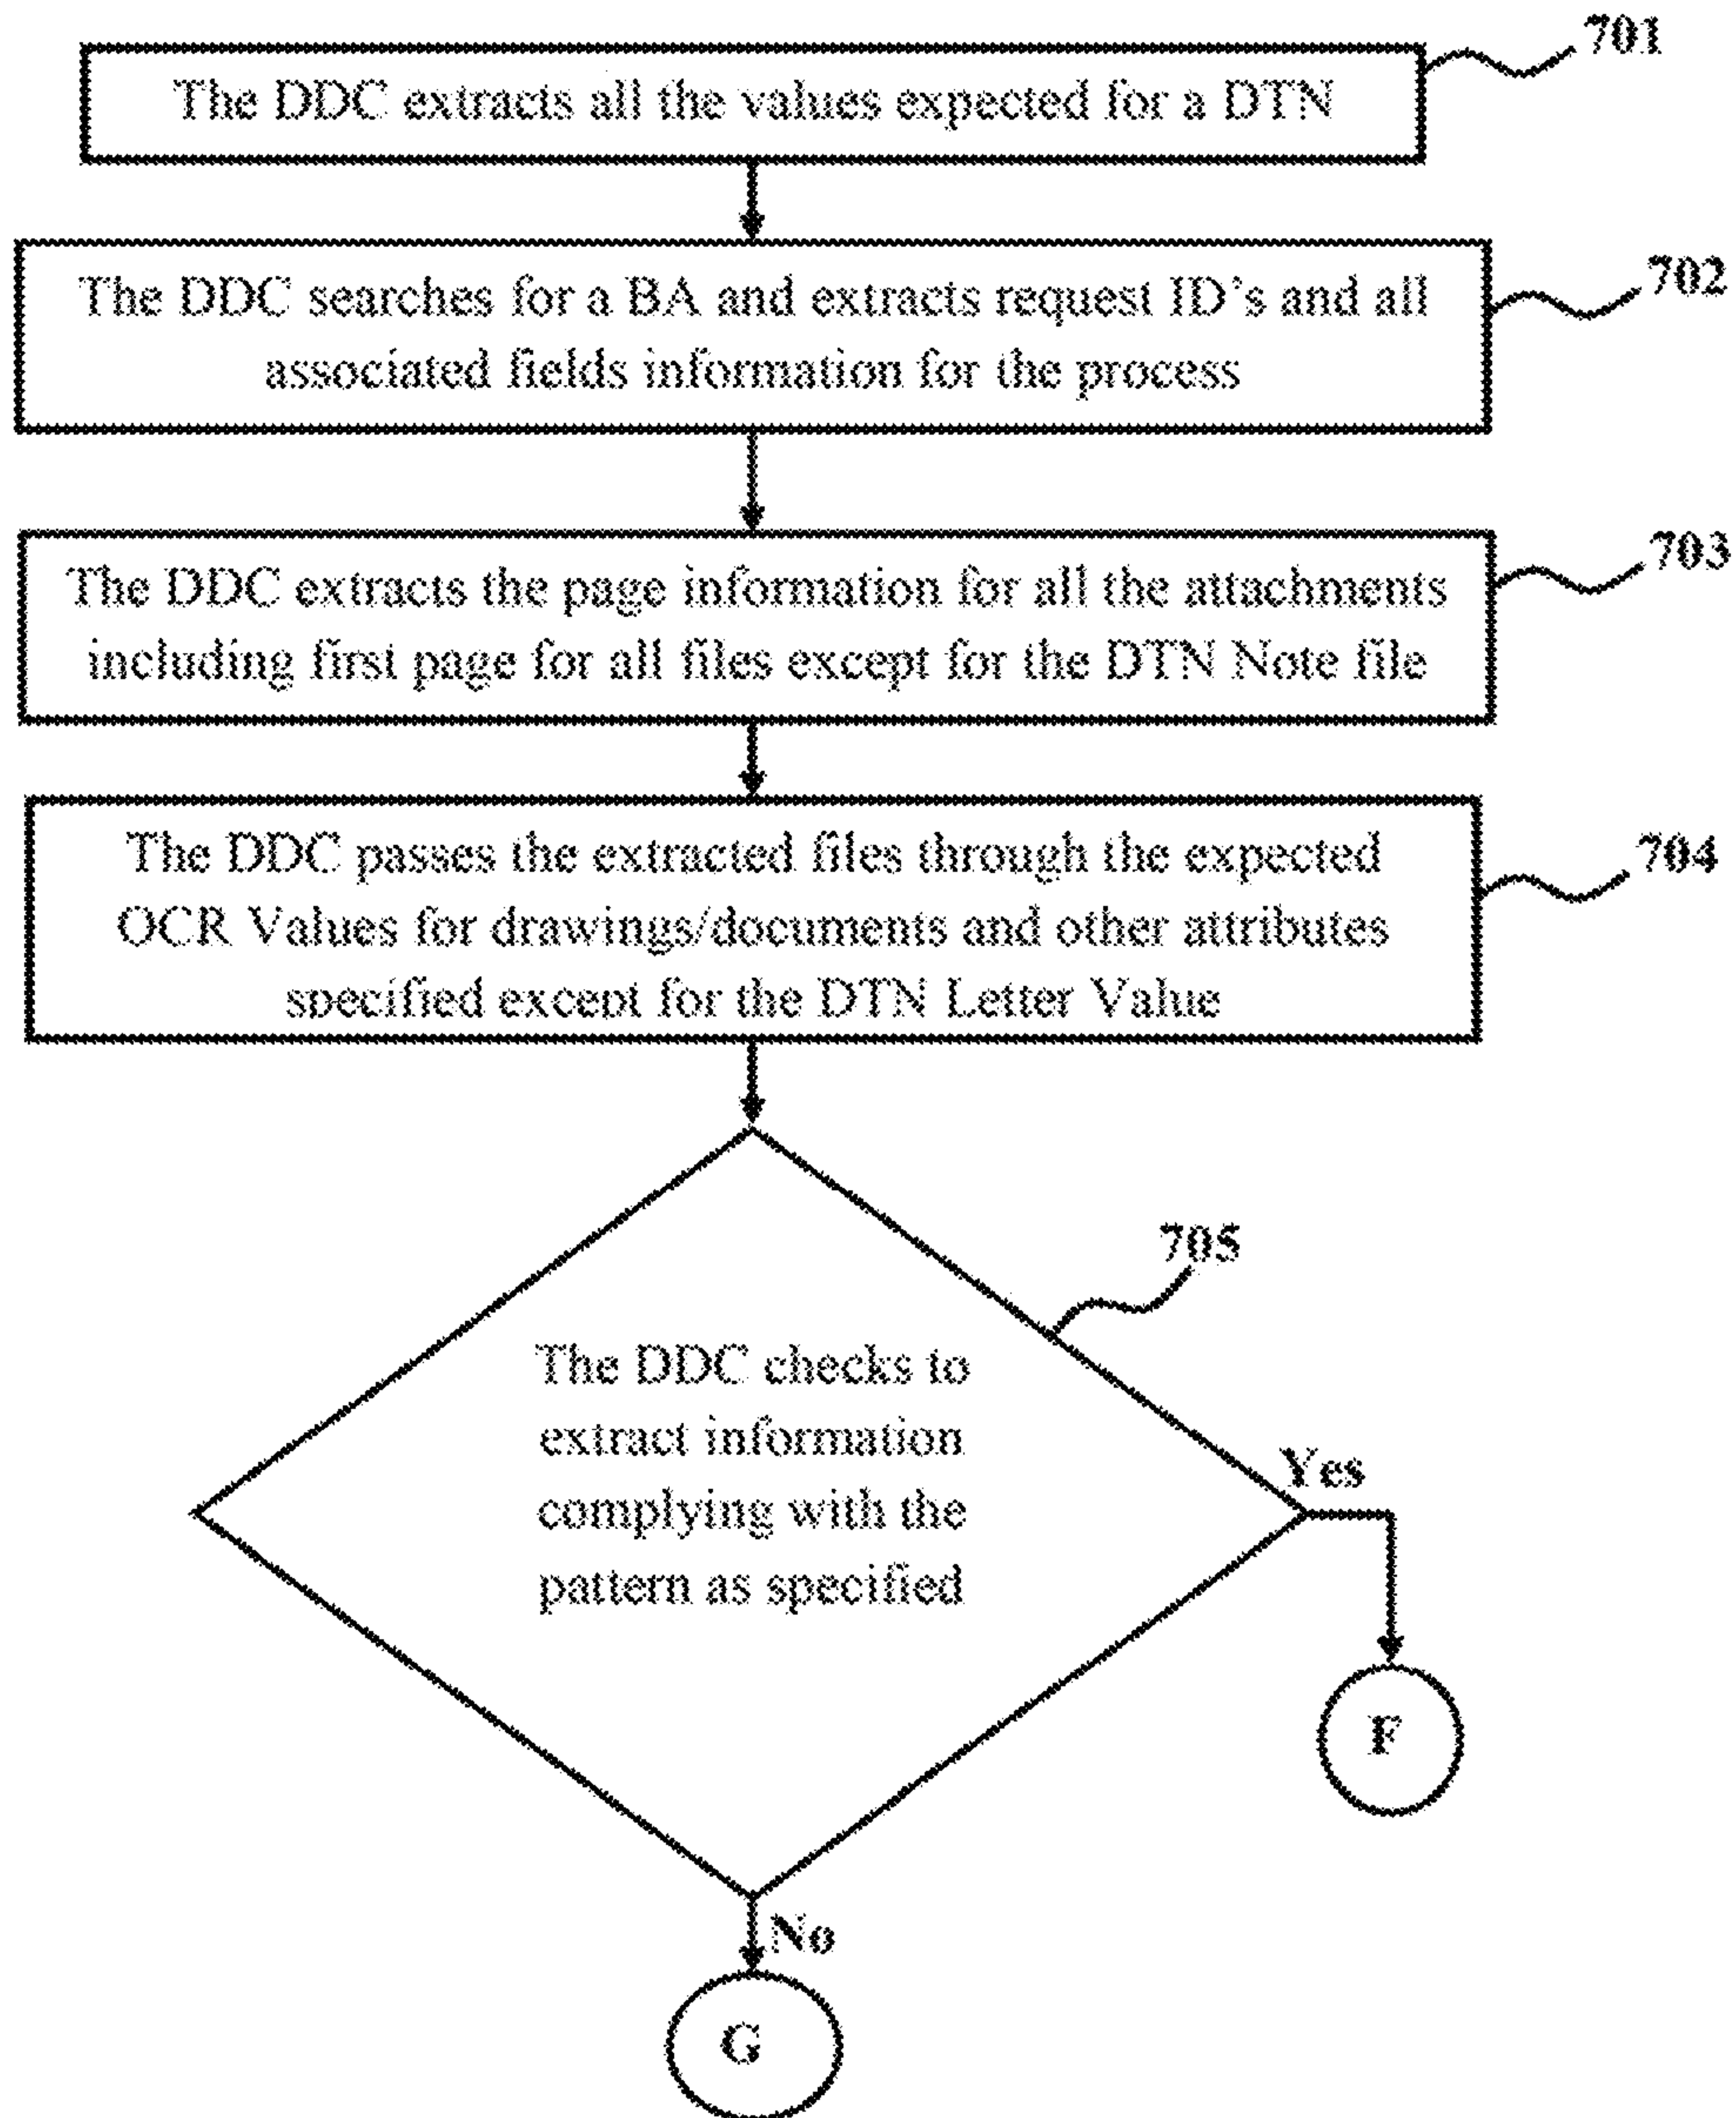 701
The DDC extracts all the values expected for a DTN
702
The DDC searches for a BA and extracts request ID's and all
associated fields information for the process
703
The DDC extracts the page information for all the attachments
including first page for all files except for the DTN Note file
704
The DDC passes the extracted files through the expected
OCR Values for drawings/documents and other attributes
specified except for the DTN Letter Value
705
The DDC checks to
extract information
complying with the
pattern as specified
Yes
F
No
G